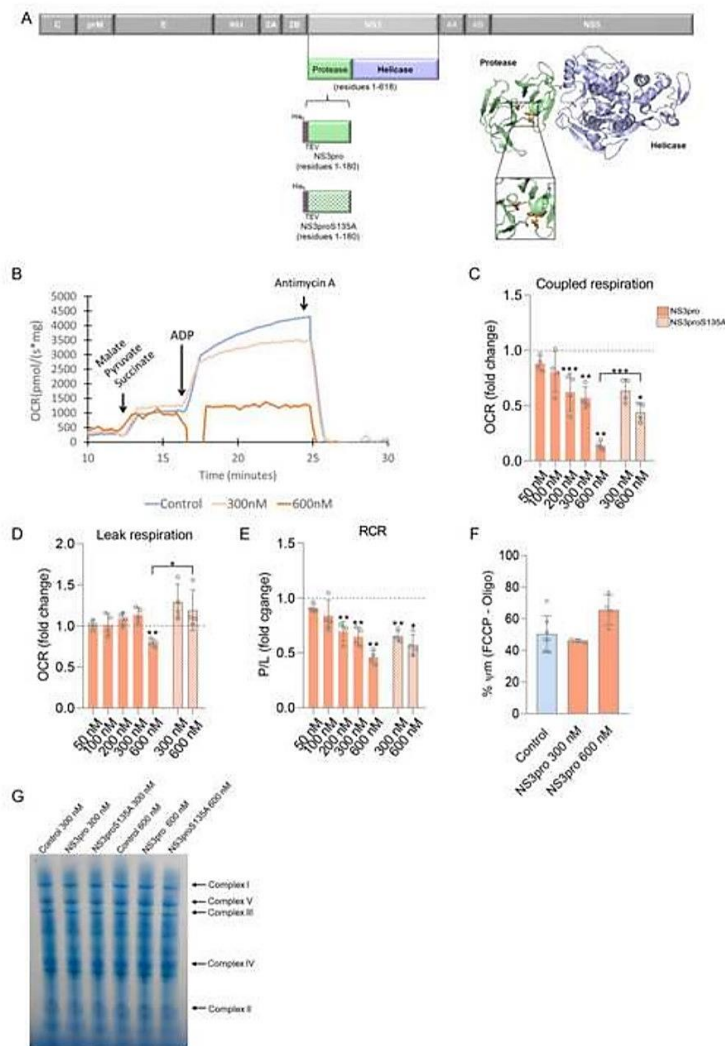 A
C prM E NS1 2A 2B NS3 4A 4B NS5
Protease Helicase
(residues 1-618)
His₆
TEV
NS3pro
(residues 1-180)
His₆
TEV
NS3proS135A
(residues 1-180)
Protease
Helicase
B
OCR(pmol/(s*mg)
5000
4500
4000
3500
3000
2500
2000
1500
1000
500
0
10 15 20 25 30
Time (minutes)
Malate
Pyruvate
Succinate
ADP
Antimycin A
Control 300nM 600nM
C
Coupled respiration
NS3pro
NS3proS135A
OCR (fold change)
1.5
1.0
0.5
0.0
*** ** ** *** *
50 nM
100 nM
200 nM
300 nM
600 nM
300 nM
600 nM
D
Leak respiration
OCR (fold change)
2.0
1.5
1.0
0.5
0.0
** *
50 nM
100 nM
200 nM
300 nM
600 nM
300 nM
600 nM
E
RCR
P/L (fold cgange)
1.5
1.0
0.5
0.0
** ** ** ** *
50 nM
100 nM
200 nM
300 nM
600 nM
300 nM
600 nM
F
% ψm (FCCP - Oligo)
100
80
60
40
20
0
Control
NS3pro 300 nM
NS3pro 600 nM
G
Control 300 nM
NS3pro 300 nM
NS3proS135A 300 nM
Control 600 nM
NS3pro 600 nM
NS3proS135A 600 nM
Complex I
Complex V
Complex III
Complex IV
Complex II